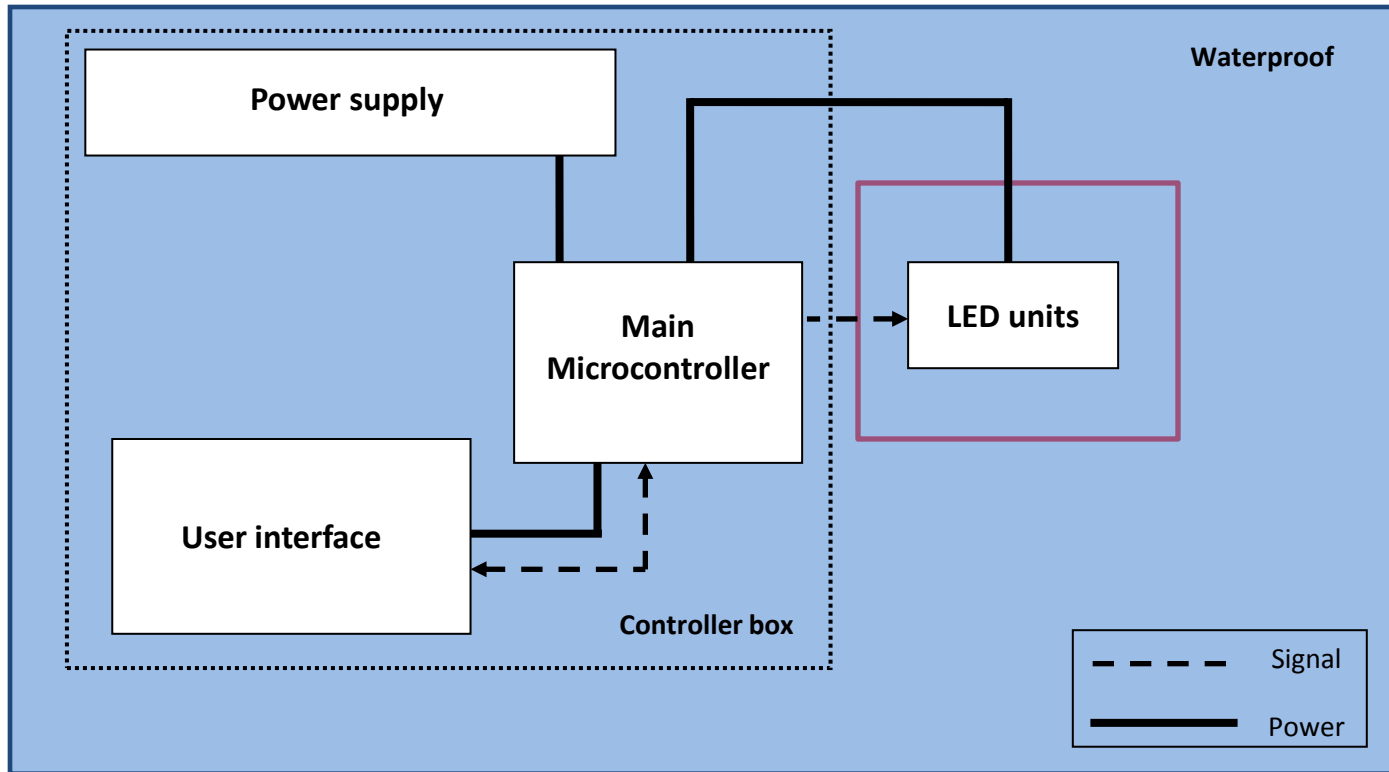 Waterproof
Power supply
Main
Microcontroller
LED units
User interface
Controller box
Signal
Power